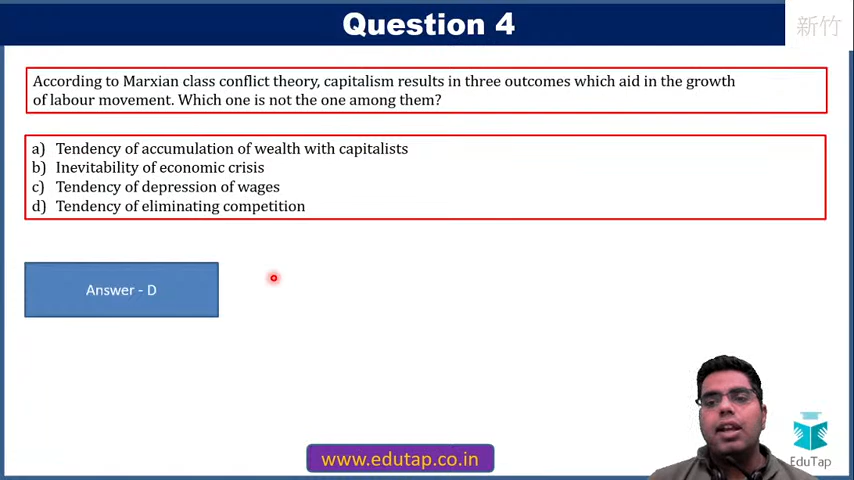 Question 4
新竹
According to Marxian class conflict theory, capitalism results in three outcomes which aid in the growth
of labour movement. Which one is not the one among them?
a) Tendency of accumulation of wealth with capitalists
b) Inevitability of economic crisis
c) Tendency of depression of wages
d) Tendency of eliminating competition
Answer - D
www.edutap.co.in
EduTap